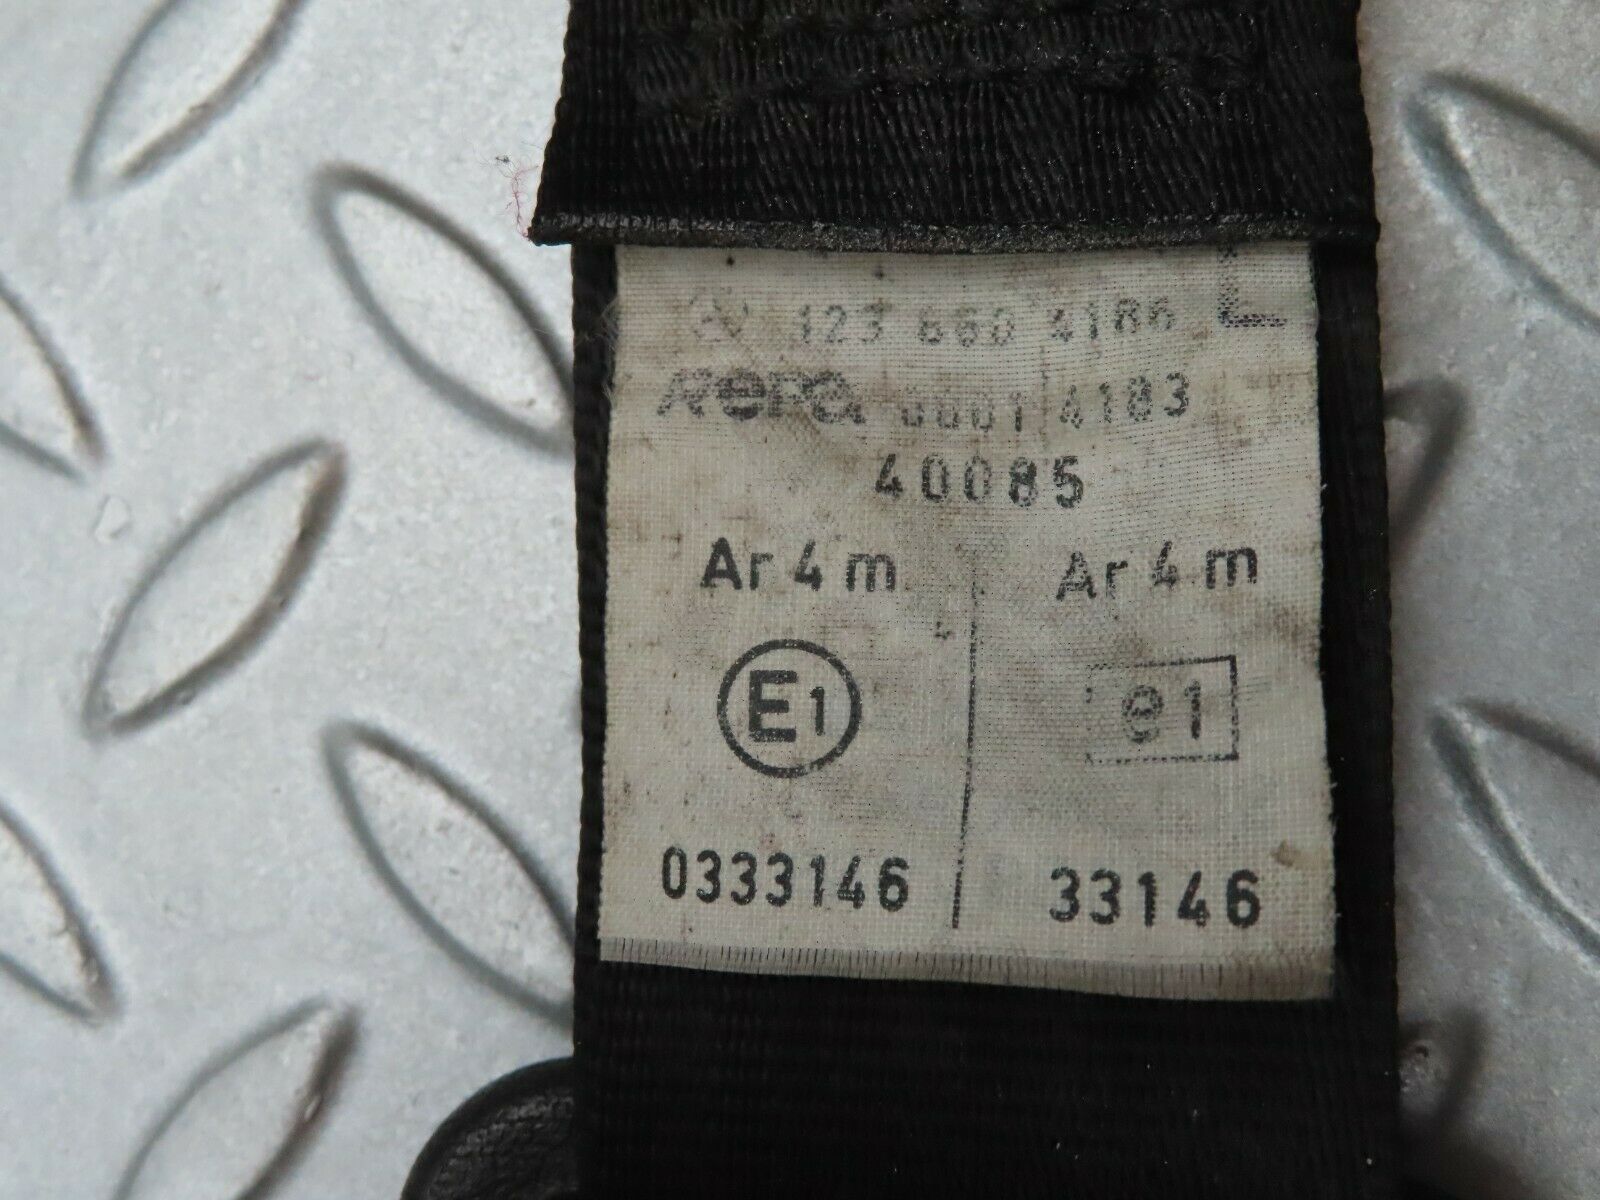 123 860 4186 L
Repa 0001 4183
40085
Ar 4 m Ar 4 m
E1 e1
0333146 33146